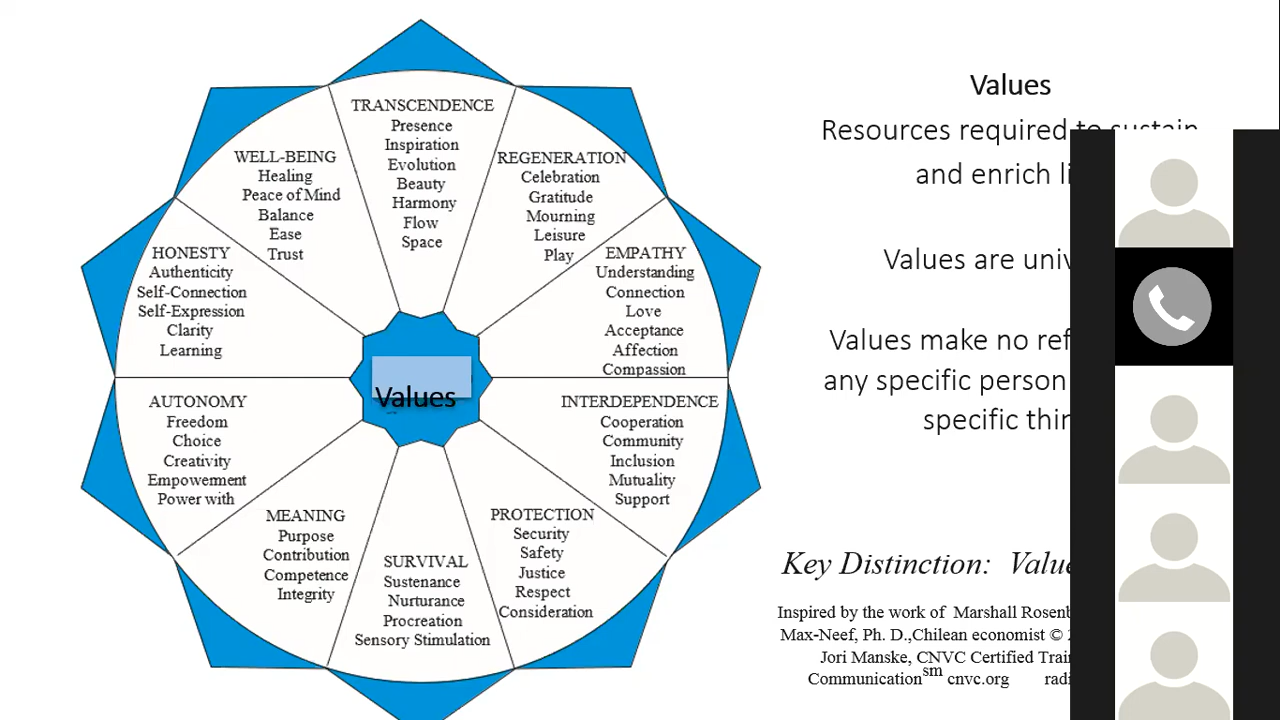 TRANSCENDENCE
Presence
Inspiration
Evolution
Beauty
Harmony
Flow
Space
REGENERATION
Celebration
Gratitude
Mourning
Leisure
Play
EMPATHY
Understanding
Connection
Love
Acceptance
Affection
Compassion
INTERDEPENDENCE
Cooperation
Community
Inclusion
Mutuality
Support
PROTECTION
Security
Safety
Justice
Respect
Consideration
SURVIVAL
Sustenance
Nurturance
Procreation
Sensory Stimulation
MEANING
Purpose
Contribution
Competence
Integrity
AUTONOMY
Freedom
Choice
Creativity
Empowerment
Power with
HONESTY
Authenticity
Self-Connection
Self-Expression
Clarity
Learning
WELL-BEING
Healing
Peace of Mind
Balance
Ease
Trust
Values
Values
Resources required to sustain
and enrich
Values are
Values make no
any specific person
specific
Key Distinction:
Inspired by the work of Marshall
Max-Neef, Ph. D.,Chilean economist ©
Jori Manske, CNVC Certified
Communication sm cnvc.org